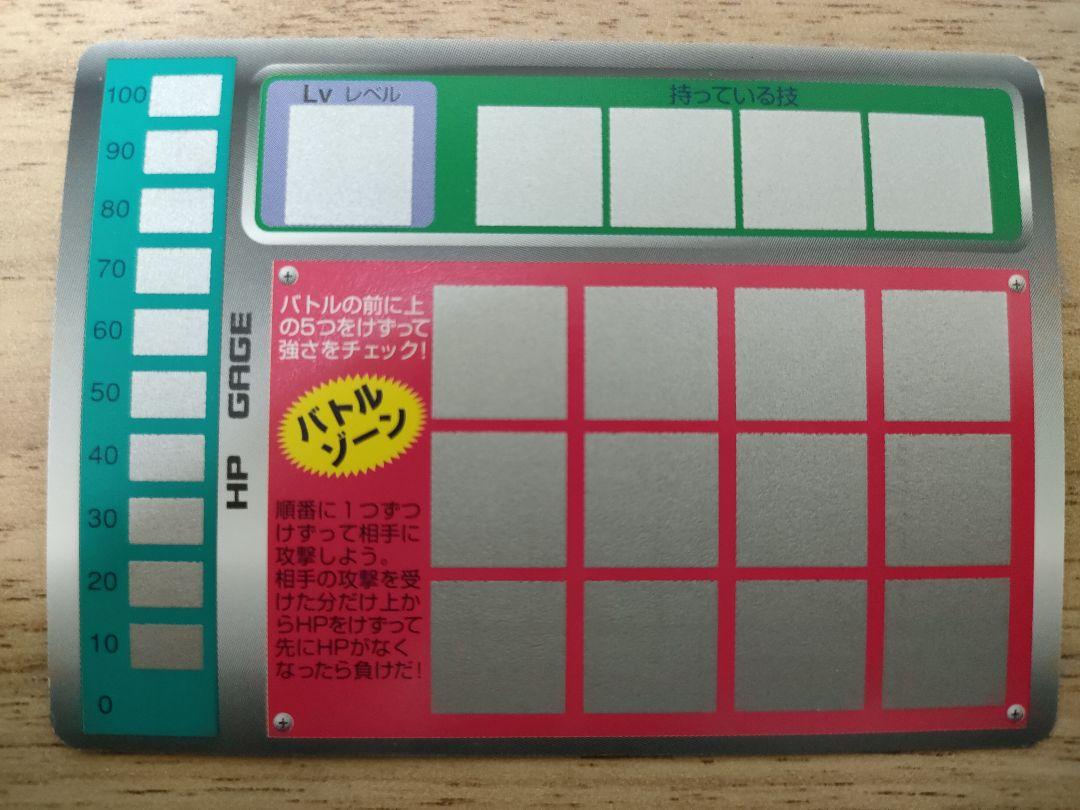 100
90
80
70
60
50
40
30
20
10
0
HP GAGE
Lv レベル
持っている技
バトルの前に上
の5つをけずって
強さをチェック!
バトル
ゾーン
順番に1つずつ
けずって相手に
攻撃しよう。
相手の攻撃を受
けた分だけ上か
らHPをけずって
先にHPがなく
なったら負けだ!